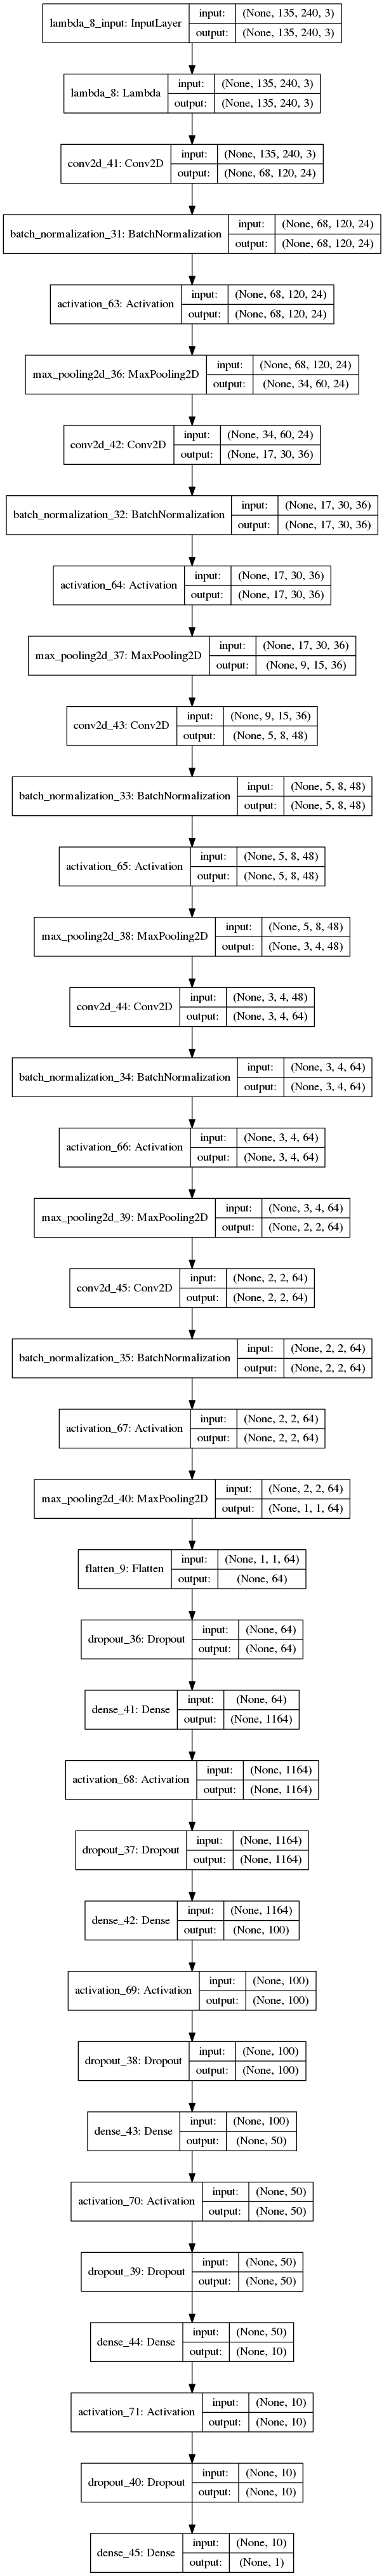 lambda_8_input: InputLayer input: (None, 135, 240, 3)
output: (None, 135, 240, 3)
lambda_8: Lambda input: (None, 135, 240, 3)
output: (None, 135, 240, 3)
conv2d_41: Conv2D input: (None, 135, 240, 3)
output: (None, 68, 120, 24)
batch_normalization_31: BatchNormalization input: (None, 68, 120, 24)
output: (None, 68, 120, 24)
activation_63: Activation input: (None, 68, 120, 24)
output: (None, 68, 120, 24)
max_pooling2d_36: MaxPooling2D input: (None, 68, 120, 24)
output: (None, 34, 60, 24)
conv2d_42: Conv2D input: (None, 34, 60, 24)
output: (None, 17, 30, 36)
batch_normalization_32: BatchNormalization input: (None, 17, 30, 36)
output: (None, 17, 30, 36)
activation_64: Activation input: (None, 17, 30, 36)
output: (None, 17, 30, 36)
max_pooling2d_37: MaxPooling2D input: (None, 17, 30, 36)
output: (None, 9, 15, 36)
conv2d_43: Conv2D input: (None, 9, 15, 36)
output: (None, 5, 8, 48)
batch_normalization_33: BatchNormalization input: (None, 5, 8, 48)
output: (None, 5, 8, 48)
activation_65: Activation input: (None, 5, 8, 48)
output: (None, 5, 8, 48)
max_pooling2d_38: MaxPooling2D input: (None, 5, 8, 48)
output: (None, 3, 4, 48)
conv2d_44: Conv2D input: (None, 3, 4, 48)
output: (None, 3, 4, 64)
batch_normalization_34: BatchNormalization input: (None, 3, 4, 64)
output: (None, 3, 4, 64)
activation_66: Activation input: (None, 3, 4, 64)
output: (None, 3, 4, 64)
max_pooling2d_39: MaxPooling2D input: (None, 3, 4, 64)
output: (None, 2, 2, 64)
conv2d_45: Conv2D input: (None, 2, 2, 64)
output: (None, 2, 2, 64)
batch_normalization_35: BatchNormalization input: (None, 2, 2, 64)
output: (None, 2, 2, 64)
activation_67: Activation input: (None, 2, 2, 64)
output: (None, 2, 2, 64)
max_pooling2d_40: MaxPooling2D input: (None, 2, 2, 64)
output: (None, 1, 1, 64)
flatten_9: Flatten input: (None, 1, 1, 64)
output: (None, 64)
dropout_36: Dropout input: (None, 64)
output: (None, 64)
dense_41: Dense input: (None, 64)
output: (None, 1164)
activation_68: Activation input: (None, 1164)
output: (None, 1164)
dropout_37: Dropout input: (None, 1164)
output: (None, 1164)
dense_42: Dense input: (None, 1164)
output: (None, 100)
activation_69: Activation input: (None, 100)
output: (None, 100)
dropout_38: Dropout input: (None, 100)
output: (None, 100)
dense_43: Dense input: (None, 100)
output: (None, 50)
activation_70: Activation input: (None, 50)
output: (None, 50)
dropout_39: Dropout input: (None, 50)
output: (None, 50)
dense_44: Dense input: (None, 50)
output: (None, 10)
activation_71: Activation input: (None, 10)
output: (None, 10)
dropout_40: Dropout input: (None, 10)
output: (None, 10)
dense_45: Dense input: (None, 10)
output: (None, 1)